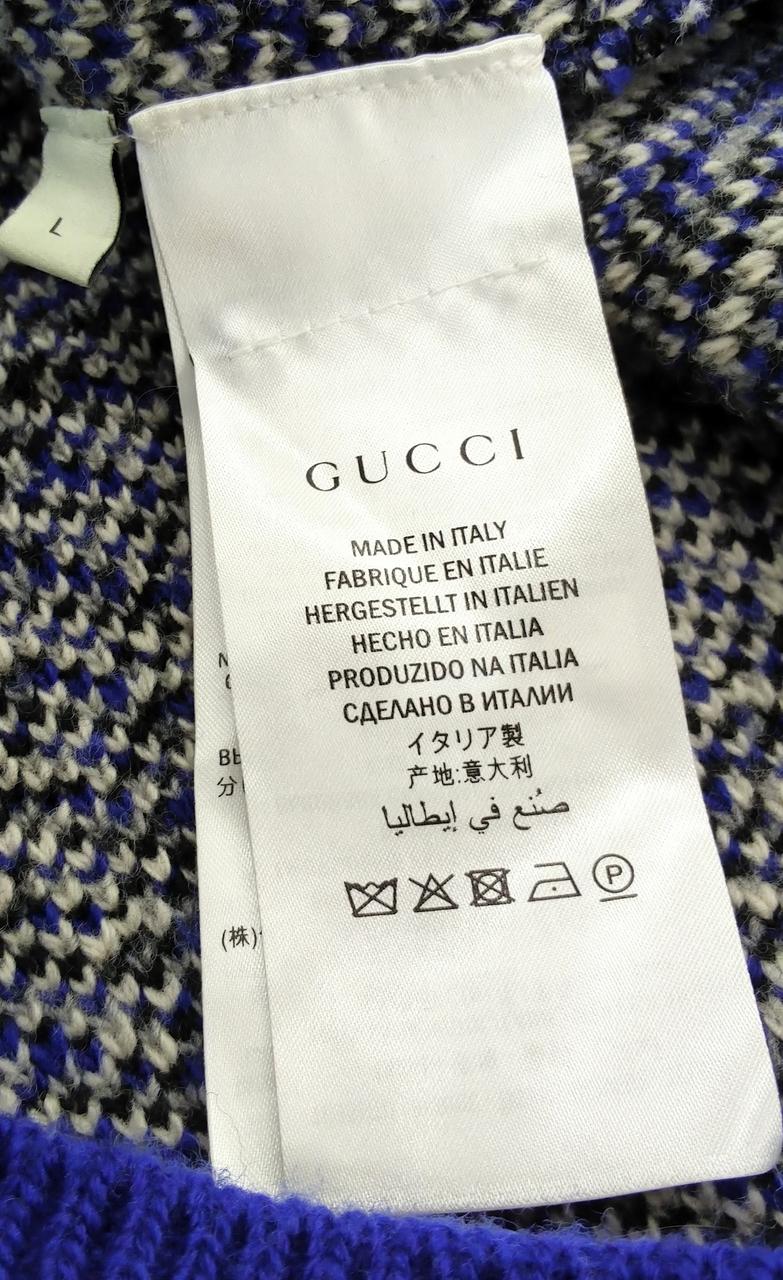 L
GUCCI
MADE IN ITALY
FABRIQUE EN ITALIE
HERGESTELLT IN ITALIEN
HECHO EN ITALIA
PRODUZIDO NA ITALIA
СДЕЛАНО В ИТАЛИИ
イタリア製
产地:意大利
صُنع في إيطاليا
P
(株)